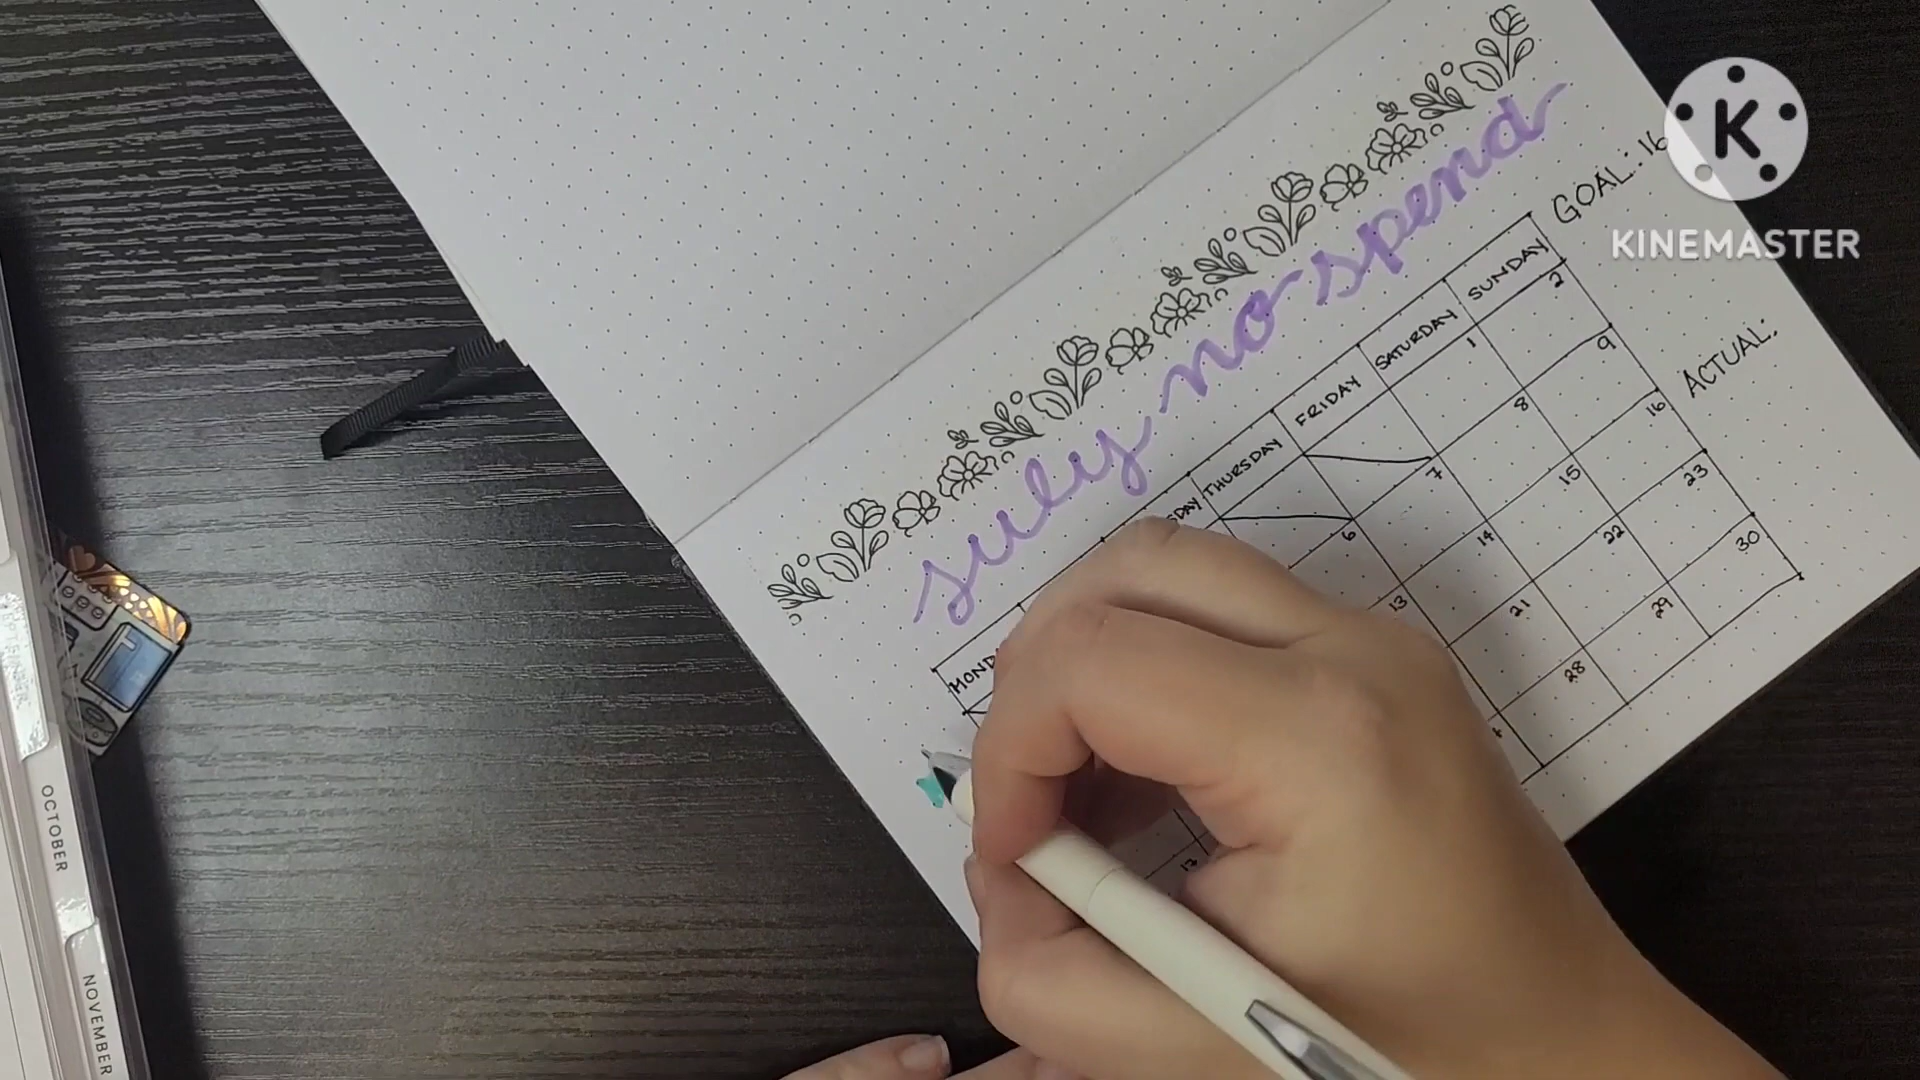 K
KINEMASTER
july no-spend
GOAL: 16
ACTUAL:
THURSDAY FRIDAY SATURDAY SUNDAY
1 2
6 7 8 9
13 14 15 16
21 22 23
28 29 30
17
OCTOBER
NOVEMBER